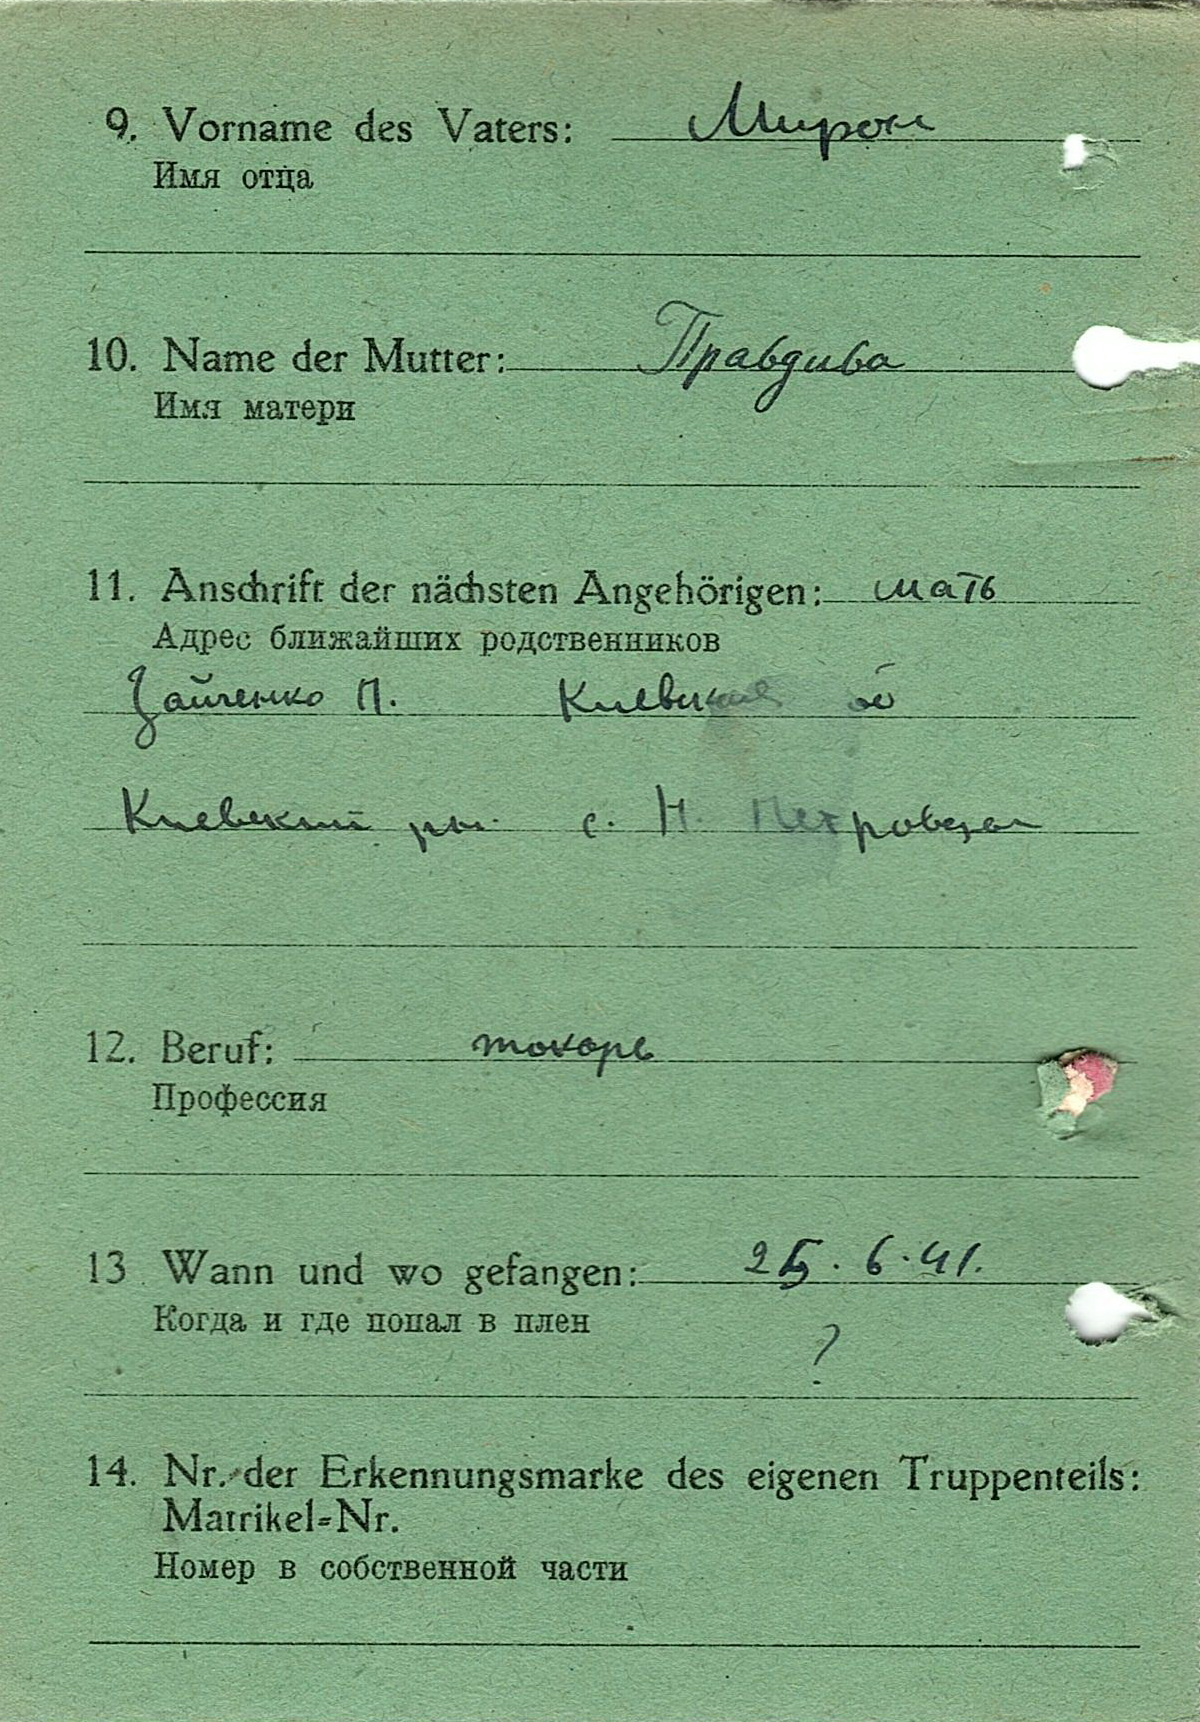 9. Vorname des Vaters: Мирон
Имя отца
10. Name der Mutter: Правдива
Имя матери
11. Anschrift der nächsten Angehörigen: мать
Адрес ближайших родственников
Зайченко П. Киевская об
Киевский рн. с. Н. Петровцы
12. Beruf: токарь
Профессия
13 Wann und wo gefangen: 25.6.41.
Когда и где попал в плен
?
14. Nr. der Erkennungsmarke des eigenen Truppenteils:
Matrikel=Nr.
Номер в собственной части